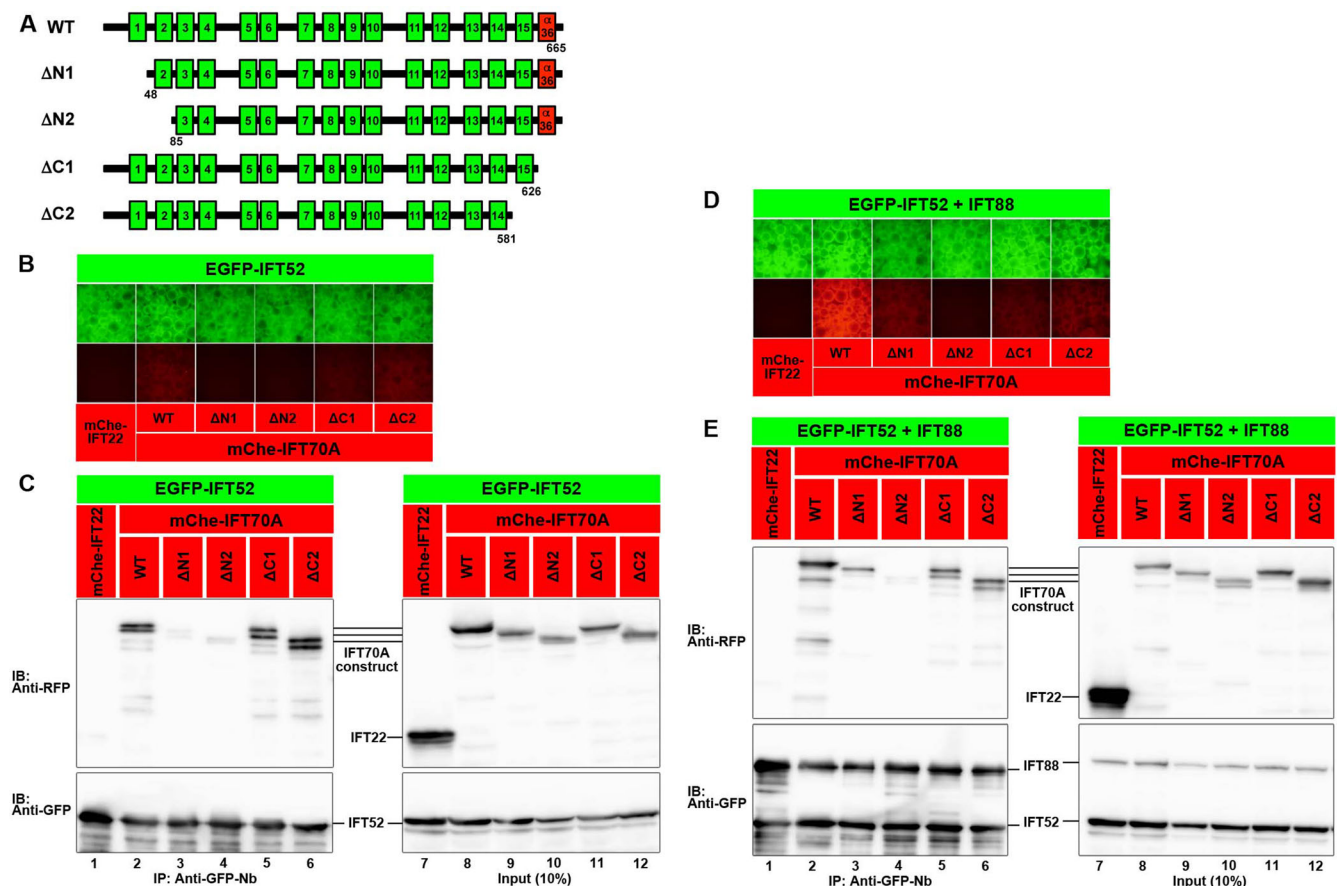 A
WT 1 2 3 4 5 6 7 8 9 10 11 12 13 14 15 α 36
665
ΔN1 2 3 4 5 6 7 8 9 10 11 12 13 14 15 α 36
48
ΔN2 3 4 5 6 7 8 9 10 11 12 13 14 15 α 36
85
ΔC1 1 2 3 4 5 6 7 8 9 10 11 12 13 14 15
626
ΔC2 1 2 3 4 5 6 7 8 9 10 11 12 13 14
581
B
EGFP-IFT52
mChe-
IFT22
WT ΔN1 ΔN2 ΔC1 ΔC2
mChe-IFT70A
C
EGFP-IFT52
mChe-IFT22
mChe-IFT70A
WT ΔN1 ΔN2 ΔC1 ΔC2
EGFP-IFT52
mChe-IFT22
mChe-IFT70A
WT ΔN1 ΔN2 ΔC1 ΔC2
IB:
Anti-RFP
IFT70A
construct
IFT22
IB:
Anti-GFP
IFT52
1 2 3 4 5 6
IP: Anti-GFP-Nb
7 8 9 10 11 12
Input (10%)
D
EGFP-IFT52 + IFT88
mChe-
IFT22
WT ΔN1 ΔN2 ΔC1 ΔC2
mChe-IFT70A
E
EGFP-IFT52 + IFT88
mChe-IFT22
mChe-IFT70A
WT ΔN1 ΔN2 ΔC1 ΔC2
EGFP-IFT52 + IFT88
mChe-IFT22
mChe-IFT70A
WT ΔN1 ΔN2 ΔC1 ΔC2
IB:
Anti-RFP
IFT70A
construct
IFT22
IB:
Anti-GFP
IFT88
IFT52
1 2 3 4 5 6
IP: Anti-GFP-Nb
7 8 9 10 11 12
Input (10%)